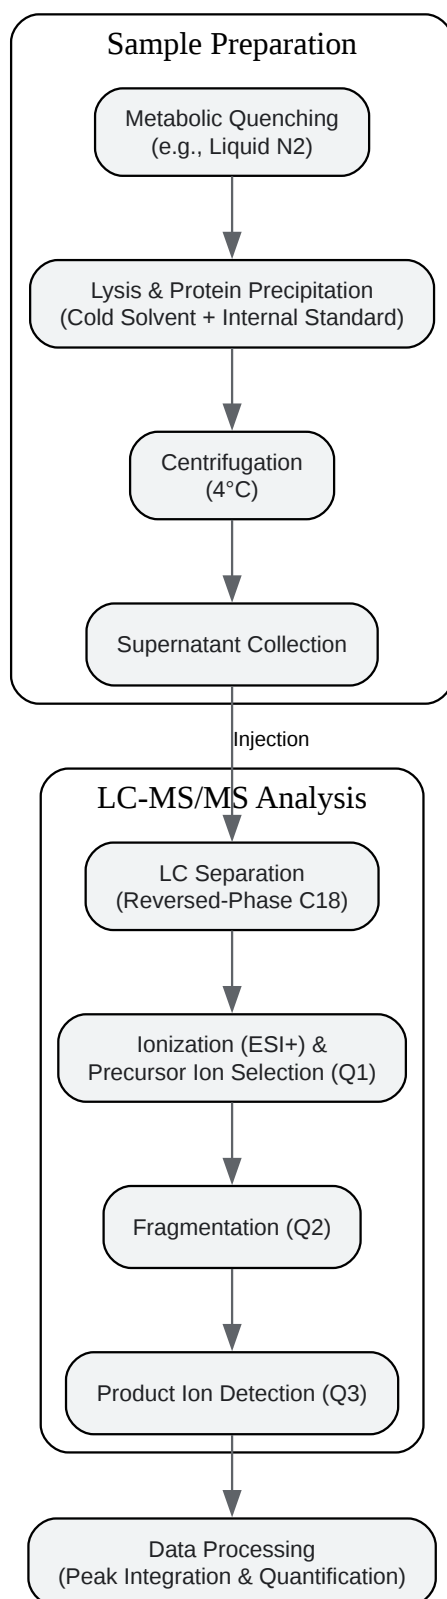 Sample Preparation
Metabolic Quenching
(e.g., Liquid N2)
Lysis & Protein Precipitation
(Cold Solvent + Internal Standard)
Centrifugation
(4°C)
Supernatant Collection
Injection
LC-MS/MS Analysis
LC Separation
(Reversed-Phase C18)
Ionization (ESI+) &
Precursor Ion Selection (Q1)
Fragmentation (Q2)
Product Ion Detection (Q3)
Data Processing
(Peak Integration & Quantification)